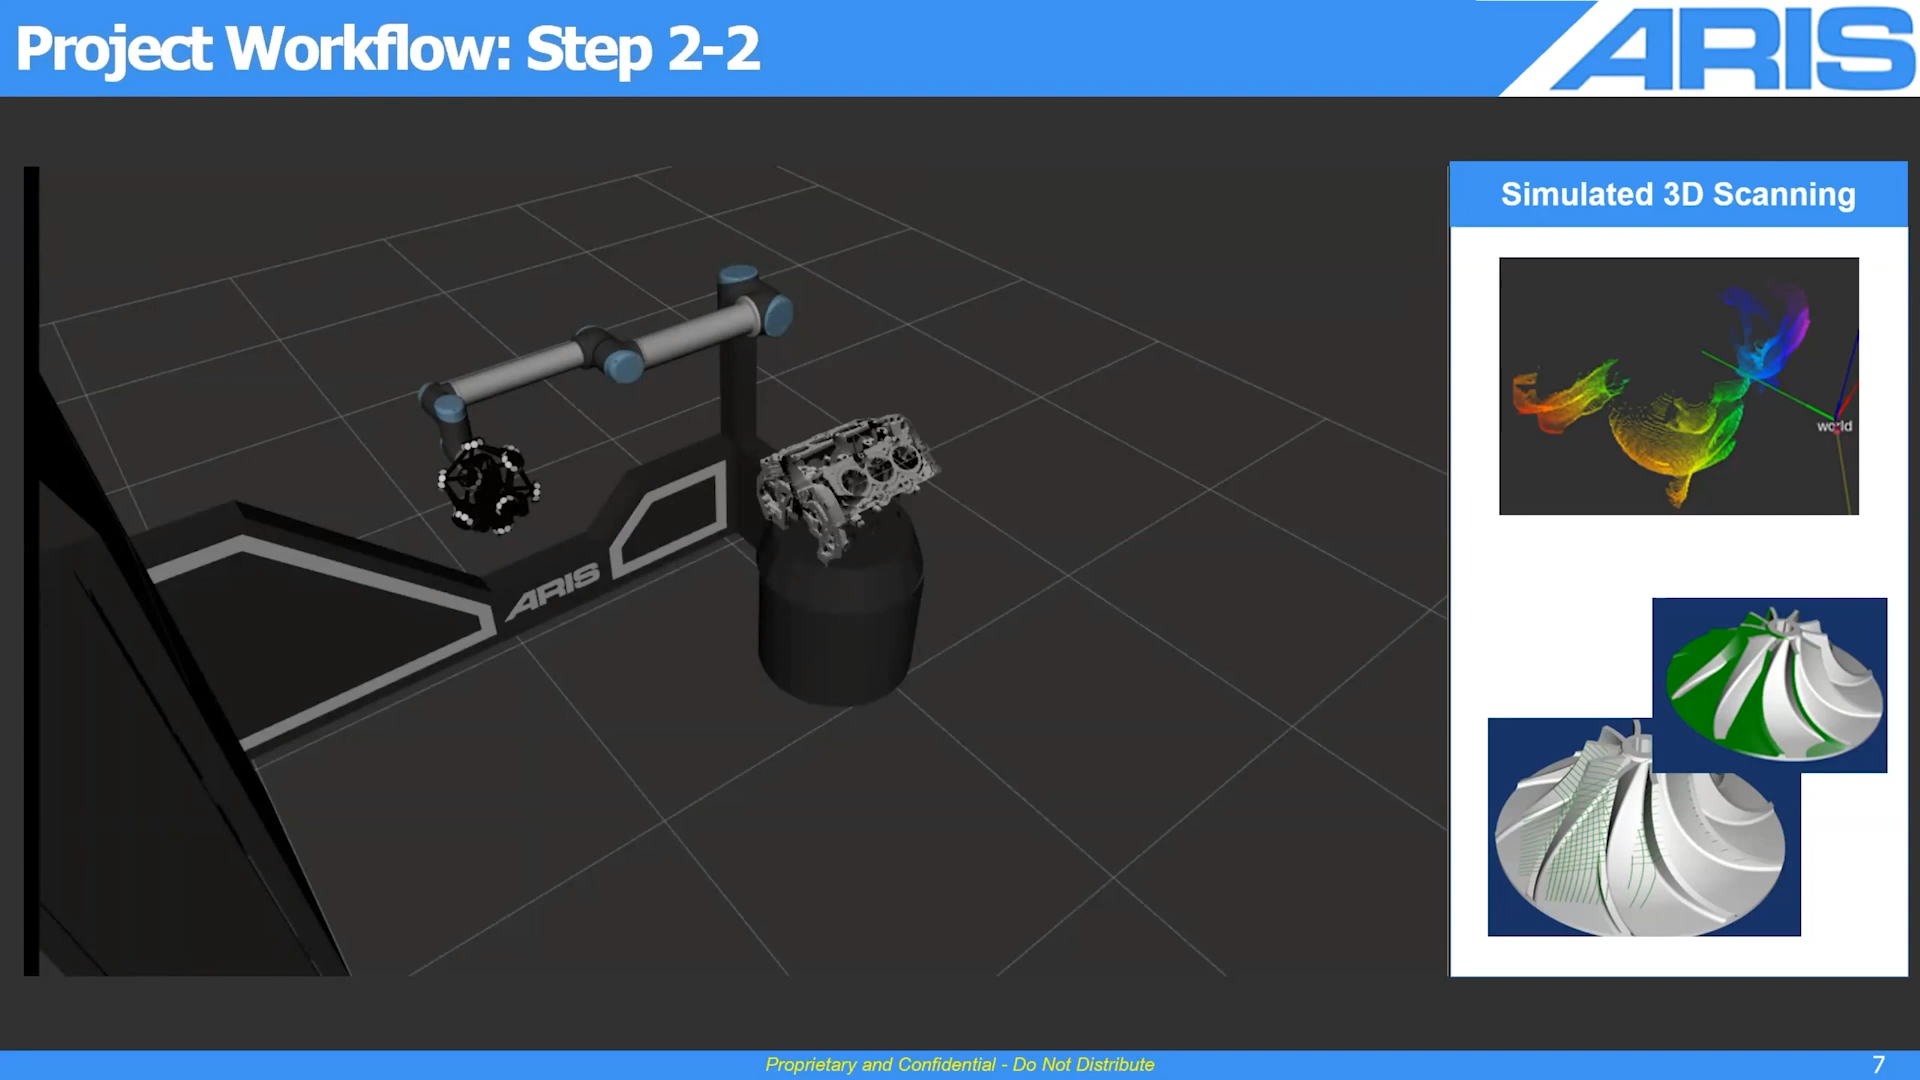 Project Workflow: Step 2-2
ARIS
Simulated 3D Scanning
world
ARIS
Proprietary and Confidential - Do Not Distribute
7